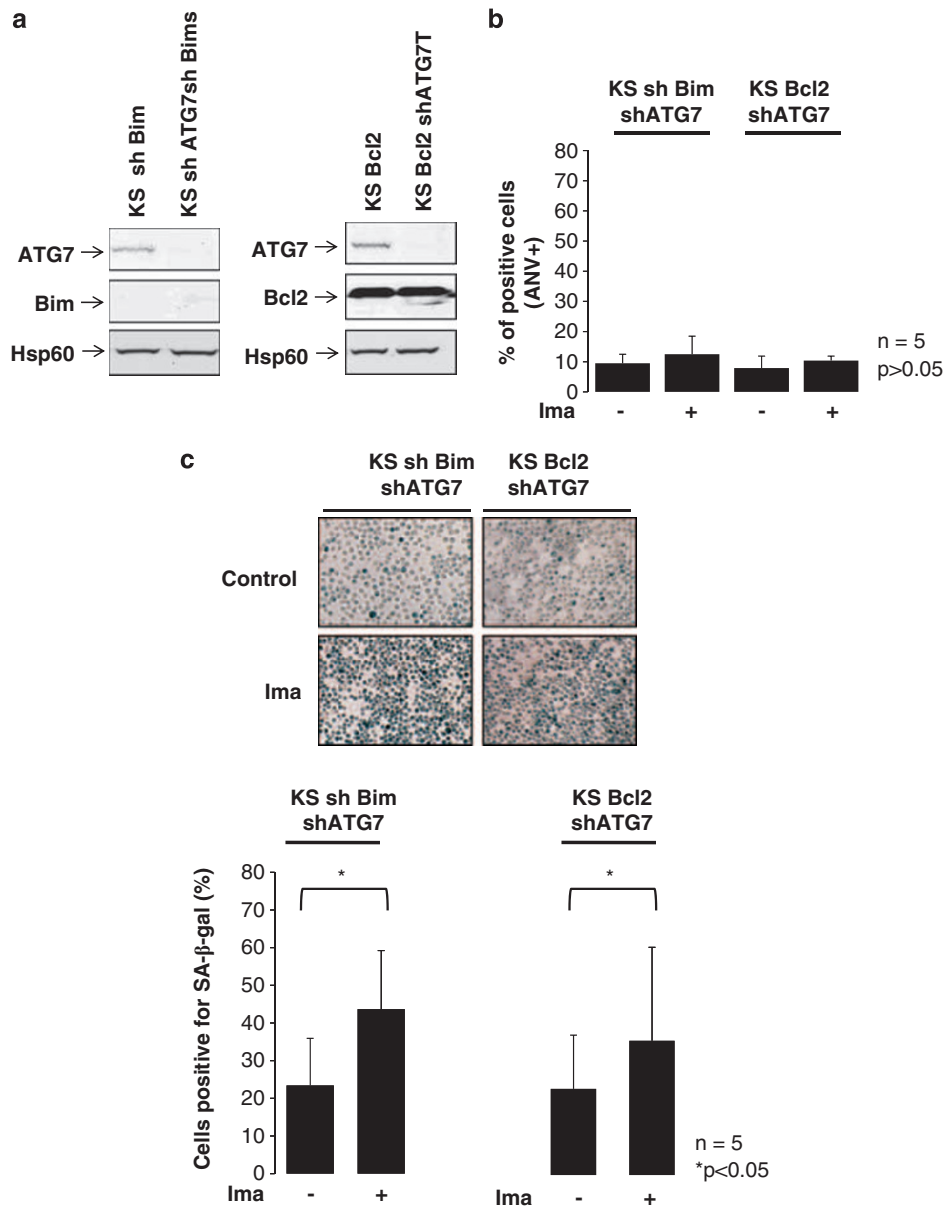 a
KS sh Bim
KS sh ATG7sh Bims
KS Bcl2
KS Bcl2 shATG7T
ATG7
Bim
Hsp60
ATG7
Bcl2
Hsp60
b
KS sh Bim
shATG7
KS Bcl2
shATG7
% of positive cells
(ANV+)
80
70
60
50
40
30
20
10
0
Ima
- + - +
n = 5
p>0.05
c
KS sh Bim
shATG7
KS Bcl2
shATG7
Control
Ima
KS sh Bim
shATG7
KS Bcl2
shATG7
Cells positive for SA-β-gal (%)
80
70
60
50
40
30
20
10
0
*
*
Ima
- +
Ima
- +
n = 5
*p<0.05